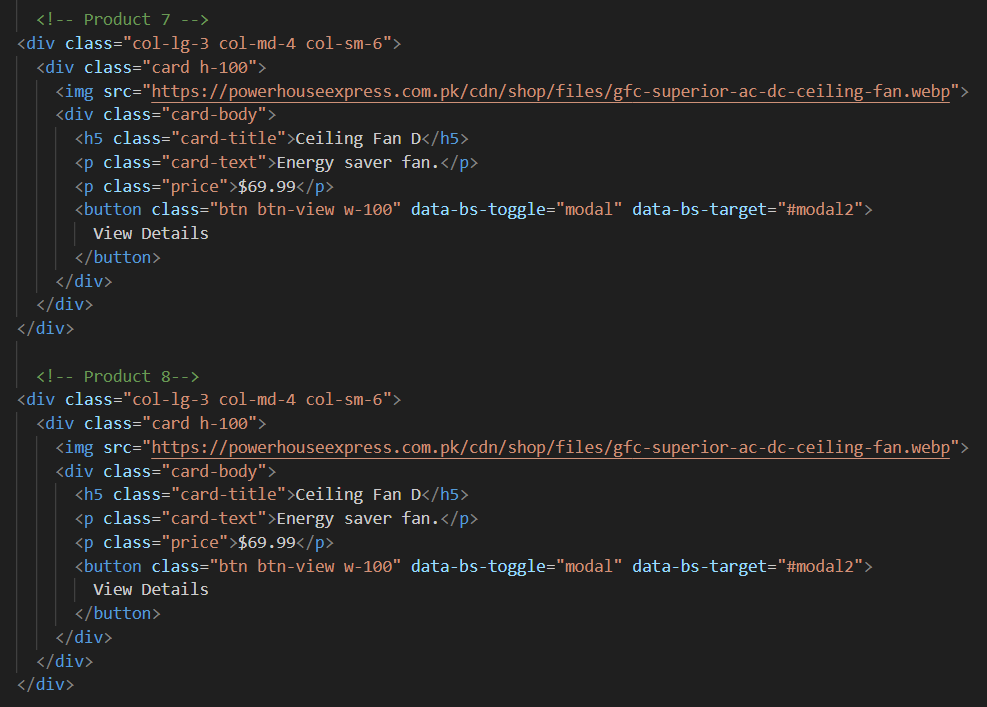 <!-- Product 7 -->
<div class="col-lg-3 col-md-4 col-sm-6">
<div class="card h-100">
<img src="https://powerhouseexpress.com.pk/cdn/shop/files/gfc-superior-ac-dc-ceiling-fan.webp">
<div class="card-body">
<h5 class="card-title">Ceiling Fan D</h5>
<p class="card-text">Energy saver fan.</p>
<p class="price">$69.99</p>
<button class="btn btn-view w-100" data-bs-toggle="modal" data-bs-target="#modal2">
View Details
</button>
</div>
</div>
</div>
<!-- Product 8-->
<div class="col-lg-3 col-md-4 col-sm-6">
<div class="card h-100">
<img src="https://powerhouseexpress.com.pk/cdn/shop/files/gfc-superior-ac-dc-ceiling-fan.webp">
<div class="card-body">
<h5 class="card-title">Ceiling Fan D</h5>
<p class="card-text">Energy saver fan.</p>
<p class="price">$69.99</p>
<button class="btn btn-view w-100" data-bs-toggle="modal" data-bs-target="#modal2">
View Details
</button>
</div>
</div>
</div>